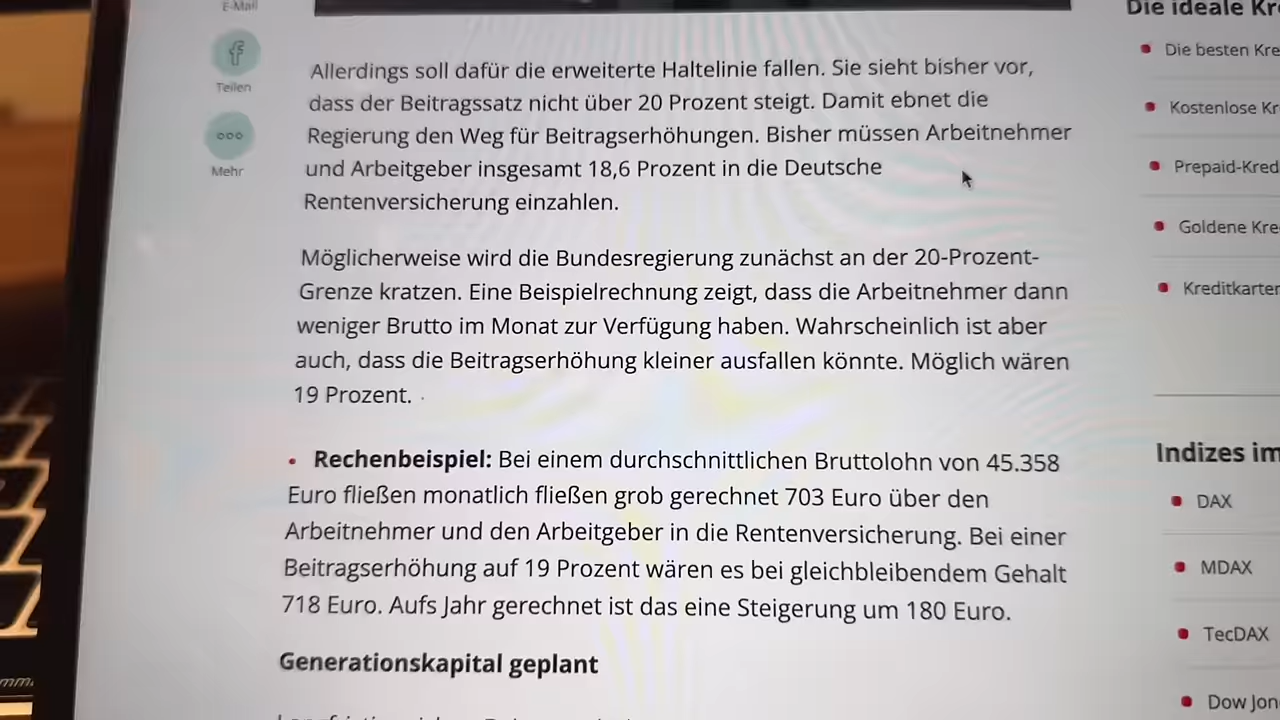 E-Mail
Teilen
Mehr
Allerdings soll dafür die erweiterte Haltelinie fallen. Sie sieht bisher vor,
dass der Beitragssatz nicht über 20 Prozent steigt. Damit ebnet die
Regierung den Weg für Beitragserhöhungen. Bisher müssen Arbeitnehmer
und Arbeitgeber insgesamt 18,6 Prozent in die Deutsche
Rentenversicherung einzahlen.
Möglicherweise wird die Bundesregierung zunächst an der 20-Prozent-
Grenze kratzen. Eine Beispielrechnung zeigt, dass die Arbeitnehmer dann
weniger Brutto im Monat zur Verfügung haben. Wahrscheinlich ist aber
auch, dass die Beitragserhöhung kleiner ausfallen könnte. Möglich wären
19 Prozent.
• Rechenbeispiel: Bei einem durchschnittlichen Bruttolohn von 45.358
Euro fließen monatlich fließen grob gerechnet 703 Euro über den
Arbeitnehmer und den Arbeitgeber in die Rentenversicherung. Bei einer
Beitragserhöhung auf 19 Prozent wären es bei gleichbleibendem Gehalt
718 Euro. Aufs Jahr gerechnet ist das eine Steigerung um 180 Euro.
Generationskapital geplant
Die ideale Kre
Die besten Kre
Kostenlose Kr
Prepaid-Kred
Goldene Kre
Kreditkarten
Indizes im
DAX
MDAX
TecDAX
Dow Jon